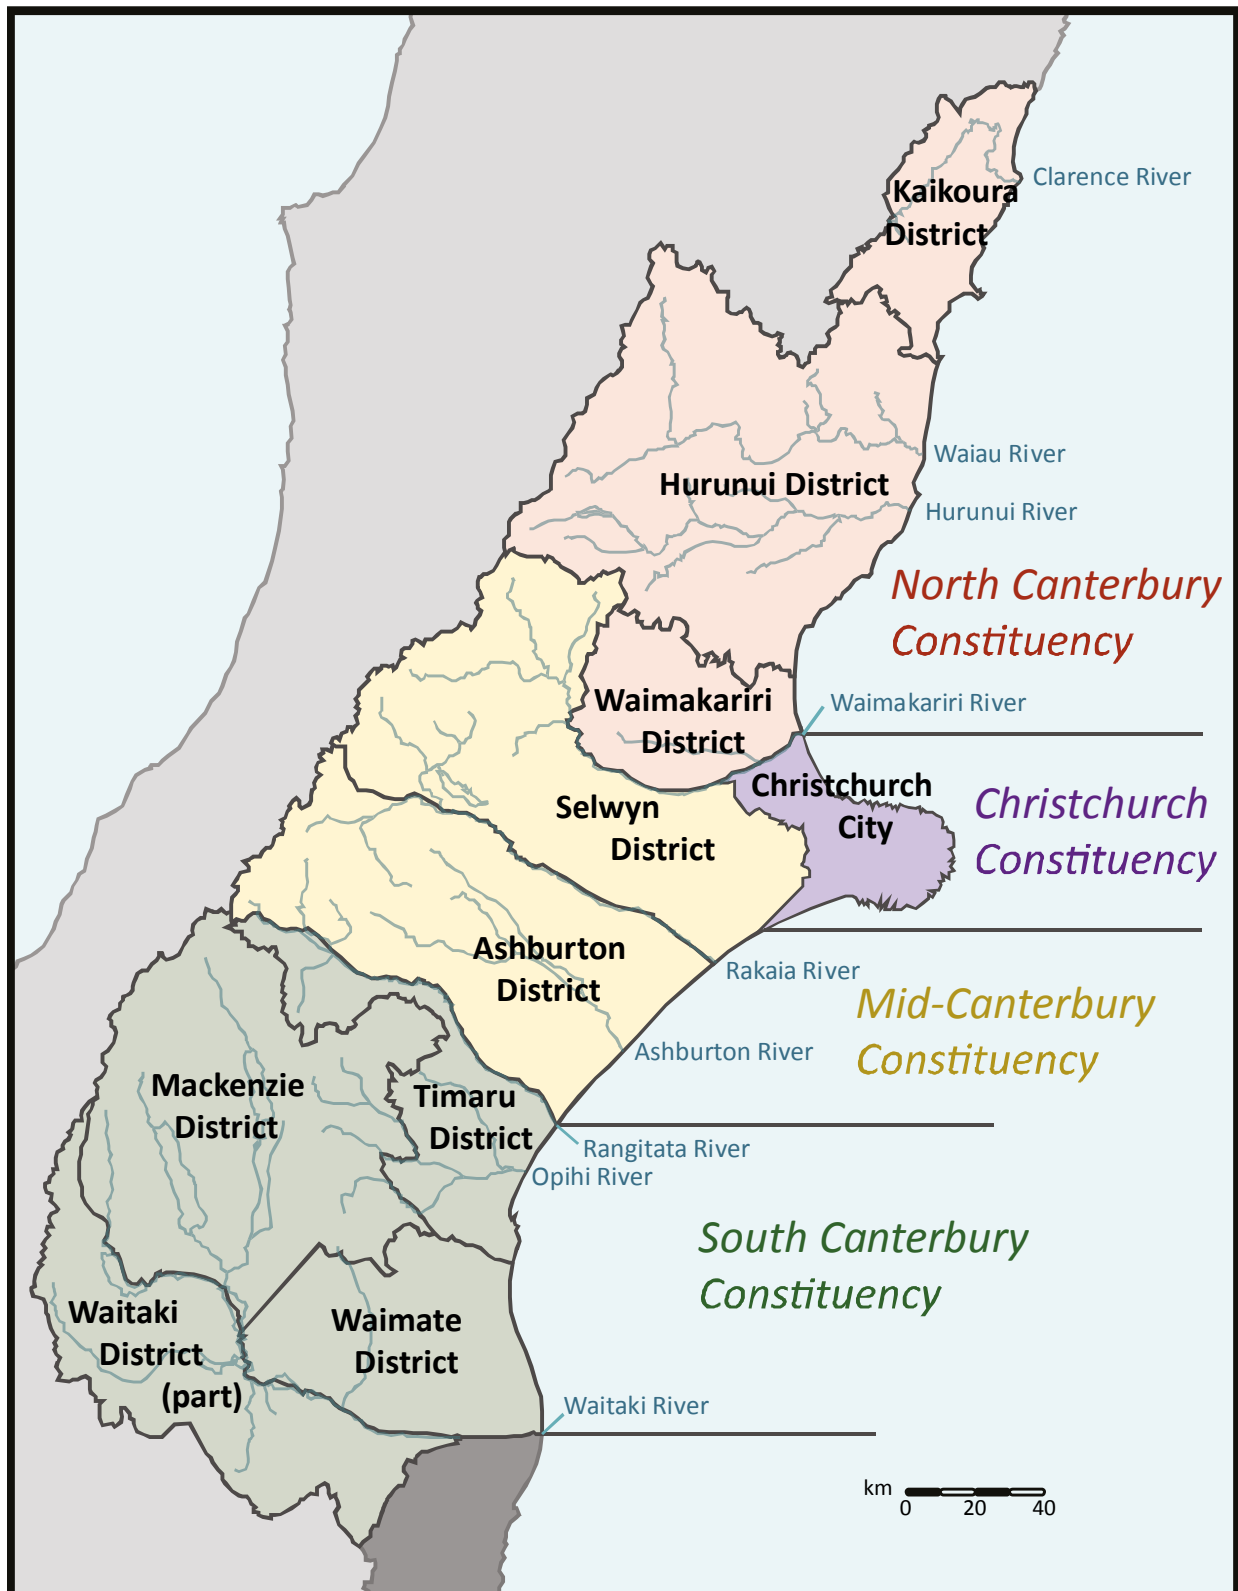 Kaikoura
District
Clarence River
Waiau River
Hurunui District
Hurunui River
North Canterbury
Constituency
Waimakariri
District
Waimakariri River
Christchurch
City
Christchurch
Constituency
Selwyn
District
Ashburton
District
Rakaia River
Mid-Canterbury
Constituency
Ashburton River
Mackenzie
District
Timaru
District
Rangitata River
Opihi River
South Canterbury
Constituency
Waitaki
District
(part)
Waimate
District
Waitaki River
km
0 20 40